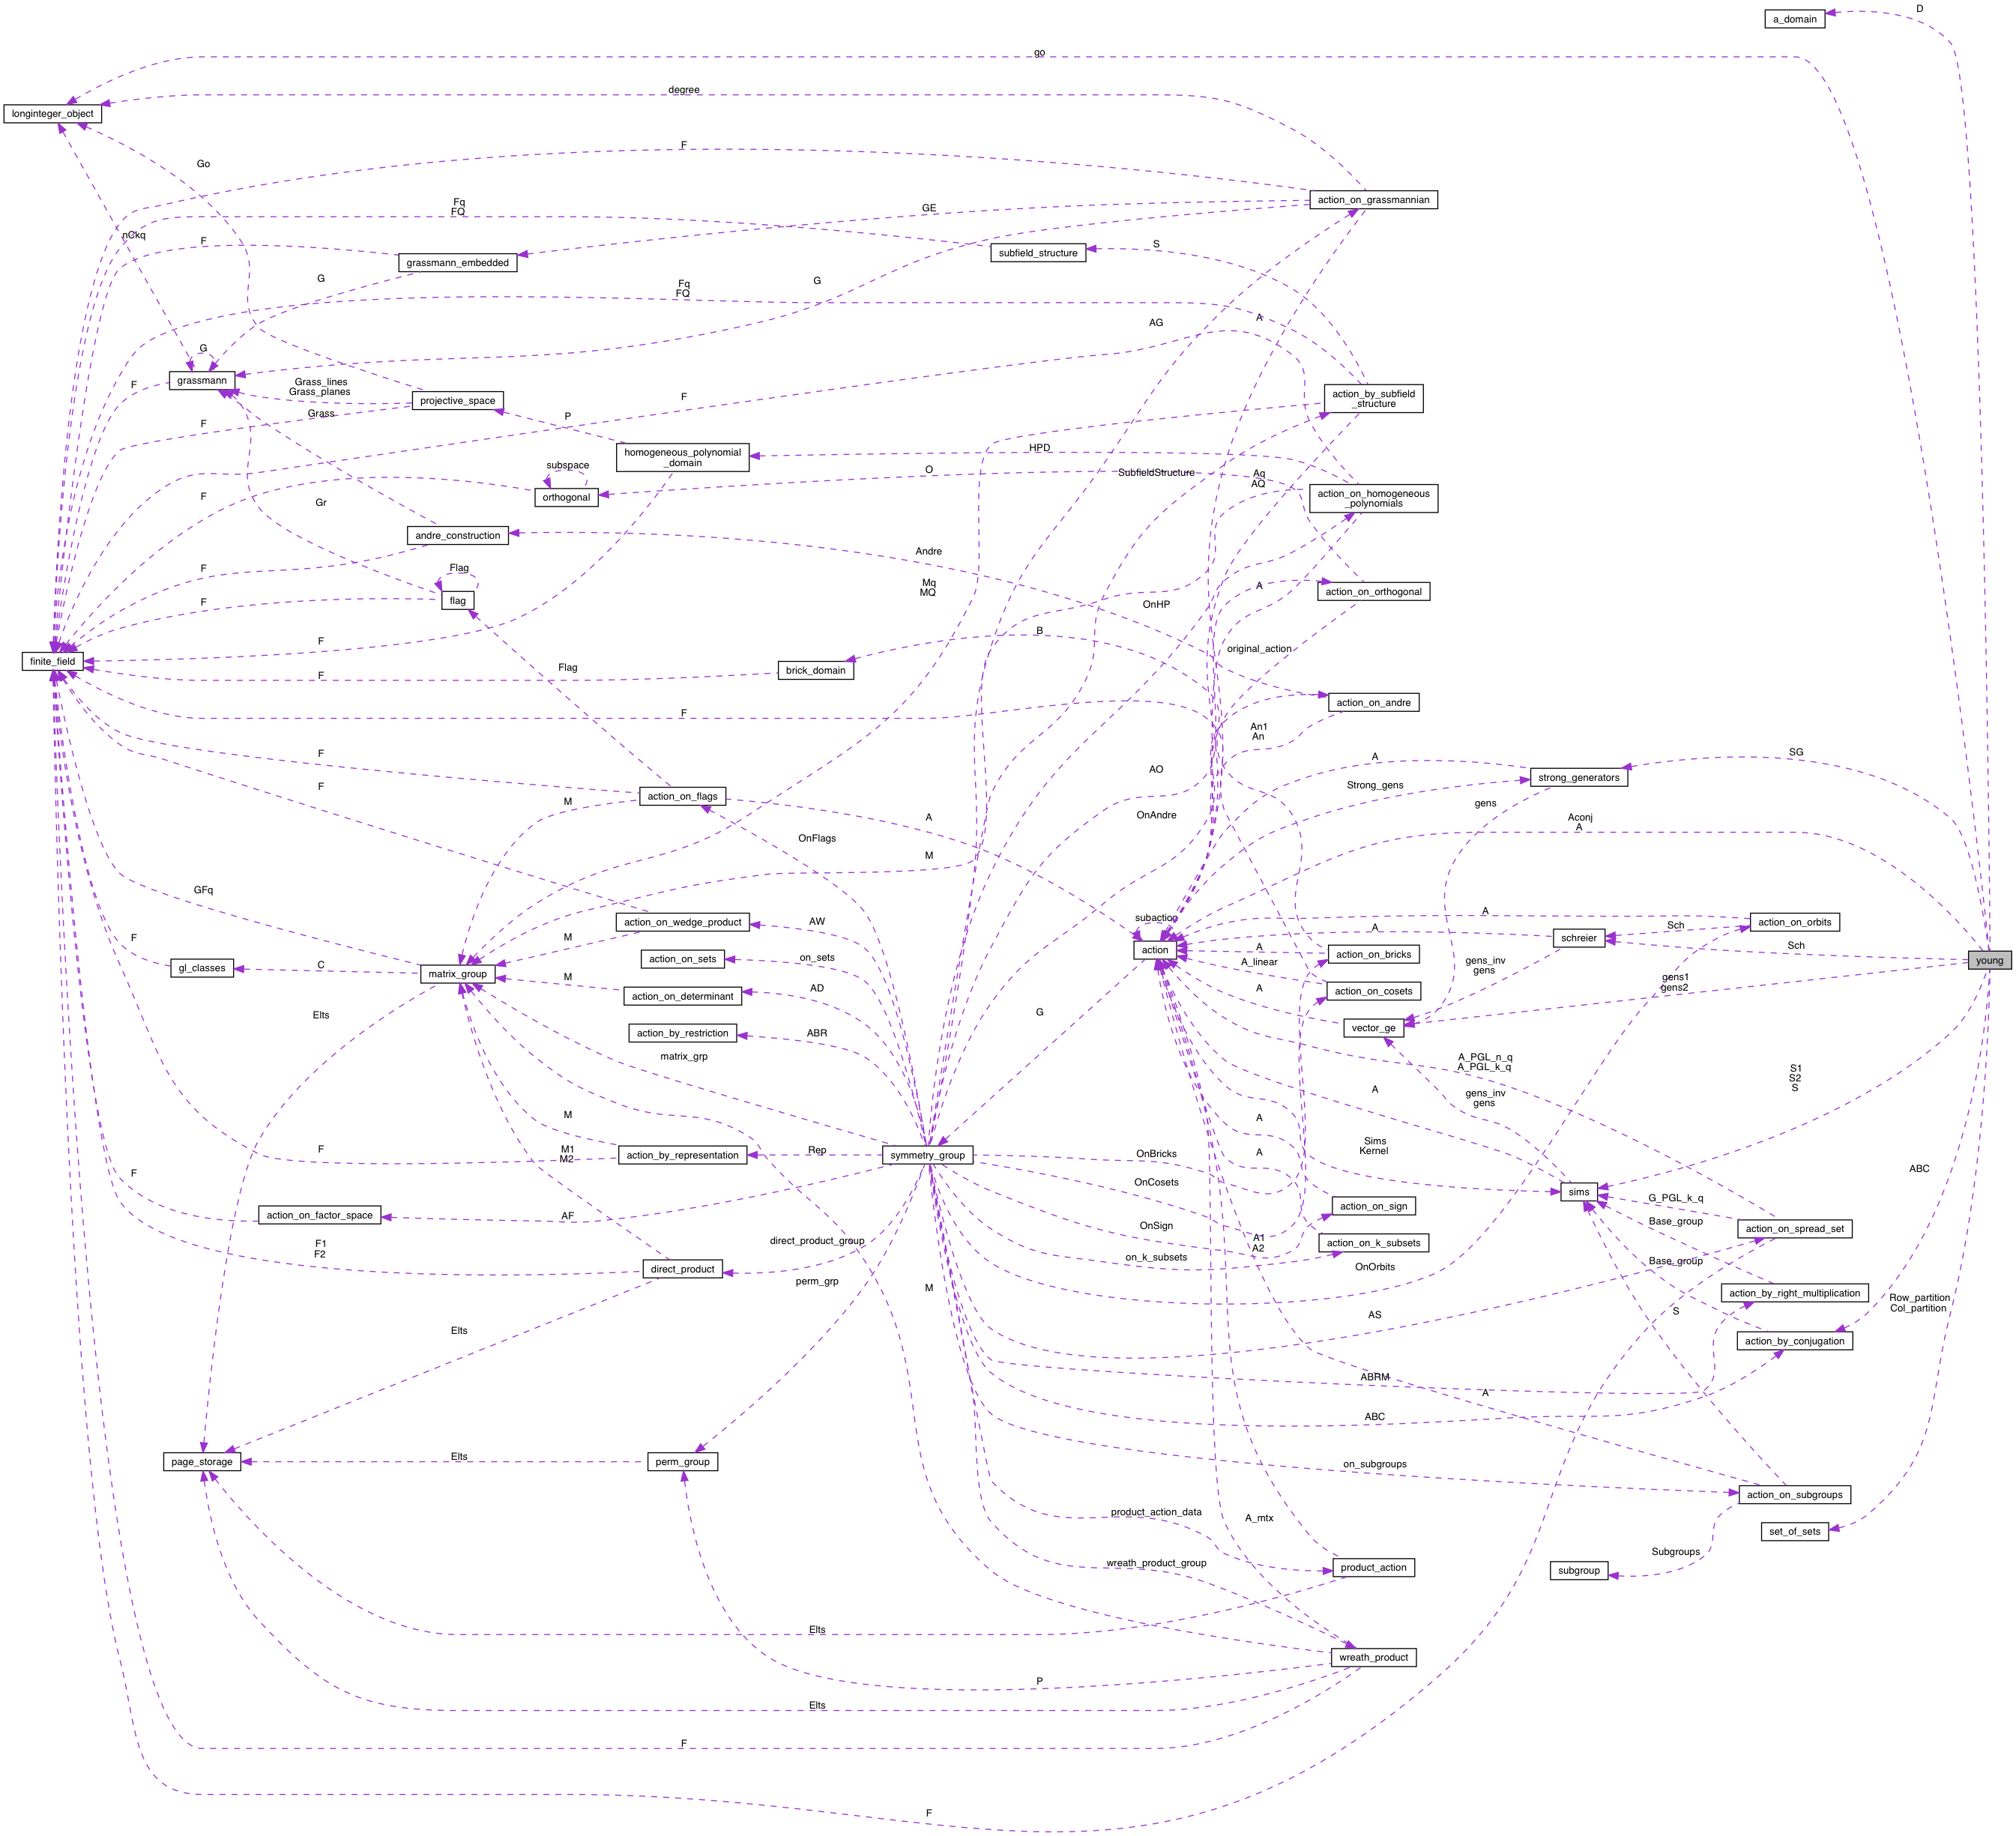 a_domain
D
go
longinteger_object
degree
F
Go
action_on_grassmannian
Fq
FQ
GE
nCkq
F
grassmann_embedded
subfield_structure
S
G
G
Fq
FQ
A
AG
G
grassmann
F
Grass_lines
Grass_planes
projective_space
action_by_subfield
_structure
F
Grass
F
P
homogeneous_polynomial
_domain
HPD
subspace
O
SubfieldStructure
Aq
AQ
orthogonal
F
Gr
action_on_homogeneous
_polynomials
andre_construction
Andre
F
Flag
Mq
MQ
A
action_on_orthogonal
flag
F
OnHP
B
F
original_action
finite_field
Flag
brick_domain
F
action_on_andre
F
An1
An
F
SG
A
AO
strong_generators
F
action_on_flags
Strong_gens
M
gens
A
OnAndre
Aconj
A
OnFlags
M
GFq
action_on_wedge_product
AW
subaction
A
action_on_orbits
A
Sch
F
M
schreier
Sch
action
A
action_on_bricks
action_on_sets
on_sets
young
gl_classes
C
matrix_group
M
A_linear
gens_inv
gens
gens1
gens2
action_on_determinant
AD
A
action_on_cosets
Elts
G
vector_ge
action_by_restriction
ABR
matrix_grp
A_PGL_n_q
A_PGL_k_q
S1
S2
S
A
gens_inv
gens
M
A
Sims
Kernel
F
M1
M2
action_by_representation
Rep
symmetry_group
OnBricks
A
ABC
F
OnCosets
sims
G_PGL_k_q
action_on_sign
action_on_factor_space
AF
OnSign
Base_group
action_on_spread_set
F1
F2
direct_product_group
A1
A2
action_on_k_subsets
on_k_subsets
Base_group
direct_product
OnOrbits
perm_grp
M
action_by_right_multiplication
Row_partition
Col_partition
AS
S
Elts
action_by_conjugation
ABRM
A
ABC
page_storage
Elts
perm_group
on_subgroups
action_on_subgroups
product_action_data
A_mtx
set_of_sets
Subgroups
wreath_product_group
product_action
subgroup
Elts
wreath_product
P
Elts
F
F